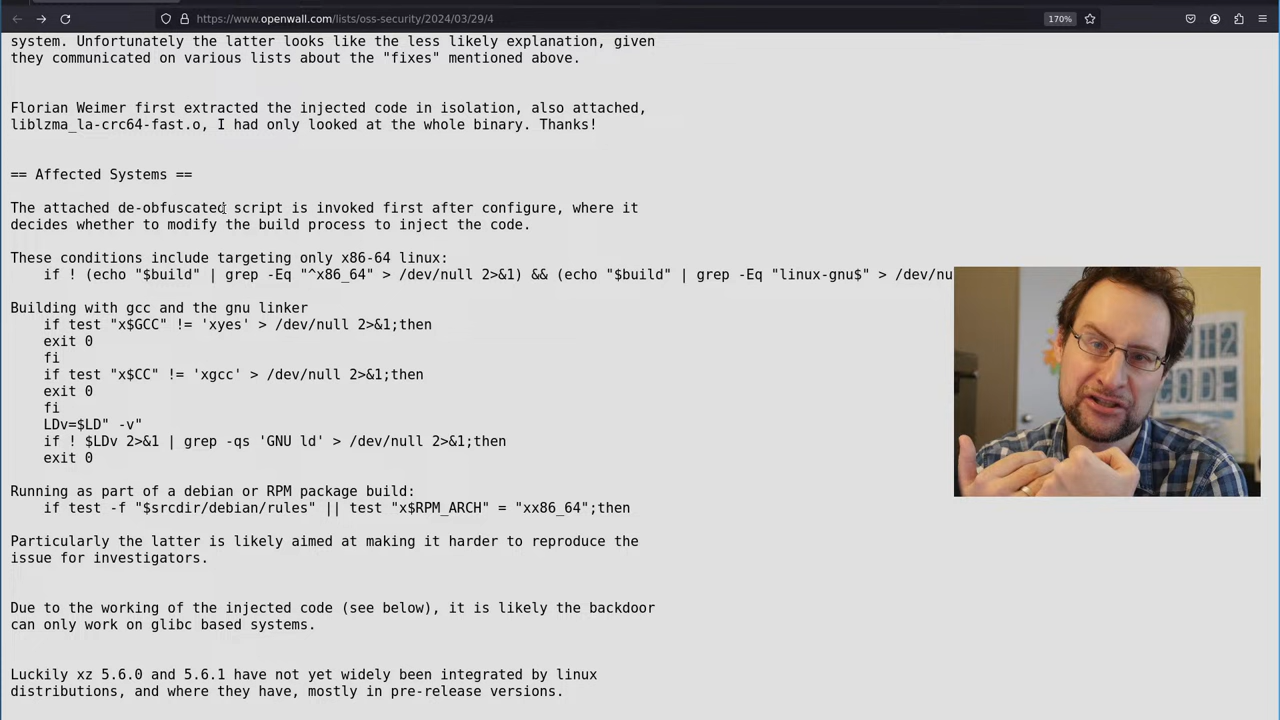 https://www.openwall.com/lists/oss-security/2024/03/29/4
170%
system. Unfortunately the latter looks like the less likely explanation, given
they communicated on various lists about the "fixes" mentioned above.
Florian Weimer first extracted the injected code in isolation, also attached,
liblzma_la-crc64-fast.o, I had only looked at the whole binary. Thanks!
== Affected Systems ==
The attached de-obfuscated script is invoked first after configure, where it
decides whether to modify the build process to inject the code.
These conditions include targeting only x86-64 linux:
if ! (echo "$build" | grep -Eq "^x86_64" > /dev/null 2>&1) && (echo "$build" | grep -Eq "linux-gnu$" > /dev/nu
Building with gcc and the gnu linker
if test "x$GCC" != 'xyes' > /dev/null 2>&1;then
exit 0
fi
if test "x$CC" != 'xgcc' > /dev/null 2>&1;then
exit 0
fi
LDv=$LD" -v"
if ! $LDv 2>&1 | grep -qs 'GNU ld' > /dev/null 2>&1;then
exit 0
Running as part of a debian or RPM package build:
if test -f "$srcdir/debian/rules" || test "x$RPM_ARCH" = "xx86_64";then
Particularly the latter is likely aimed at making it harder to reproduce the
issue for investigators.
Due to the working of the injected code (see below), it is likely the backdoor
can only work on glibc based systems.
Luckily xz 5.6.0 and 5.6.1 have not yet widely been integrated by linux
distributions, and where they have, mostly in pre-release versions.